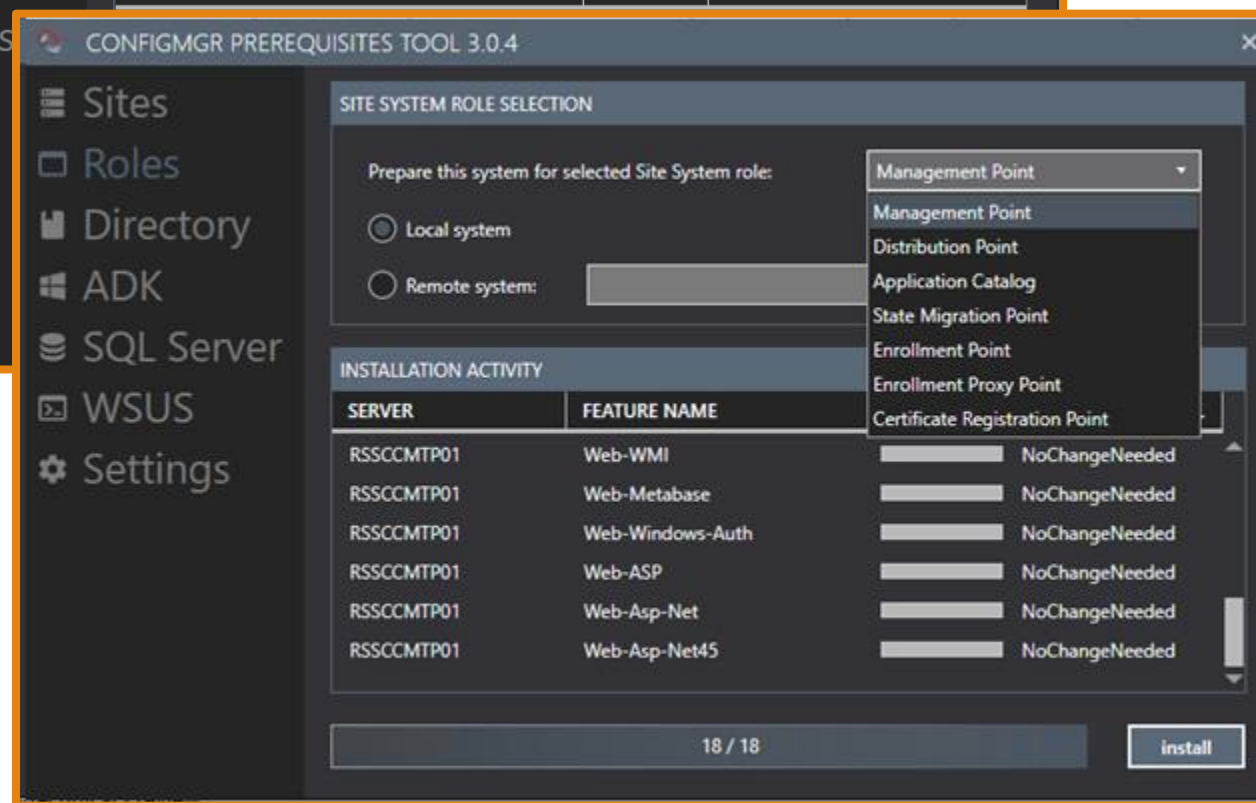 S
CONFIGMGR PREREQUISITES TOOL 3.0.4
Sites
Roles
Directory
ADK
SQL Server
WSUS
Settings
SITE SYSTEM ROLE SELECTION
Prepare this system for selected Site System role:
Management Point
Local system
Remote system:
Management Point
Distribution Point
Application Catalog
State Migration Point
Enrollment Point
Enrollment Proxy Point
Certificate Registration Point
INSTALLATION ACTIVITY
SERVER FEATURE NAME
RSSCCMTP01 Web-WMI NoChangeNeeded
RSSCCMTP01 Web-Metabase NoChangeNeeded
RSSCCMTP01 Web-Windows-Auth NoChangeNeeded
RSSCCMTP01 Web-ASP NoChangeNeeded
RSSCCMTP01 Web-Asp-Net NoChangeNeeded
RSSCCMTP01 Web-Asp-Net45 NoChangeNeeded
18 / 18
install